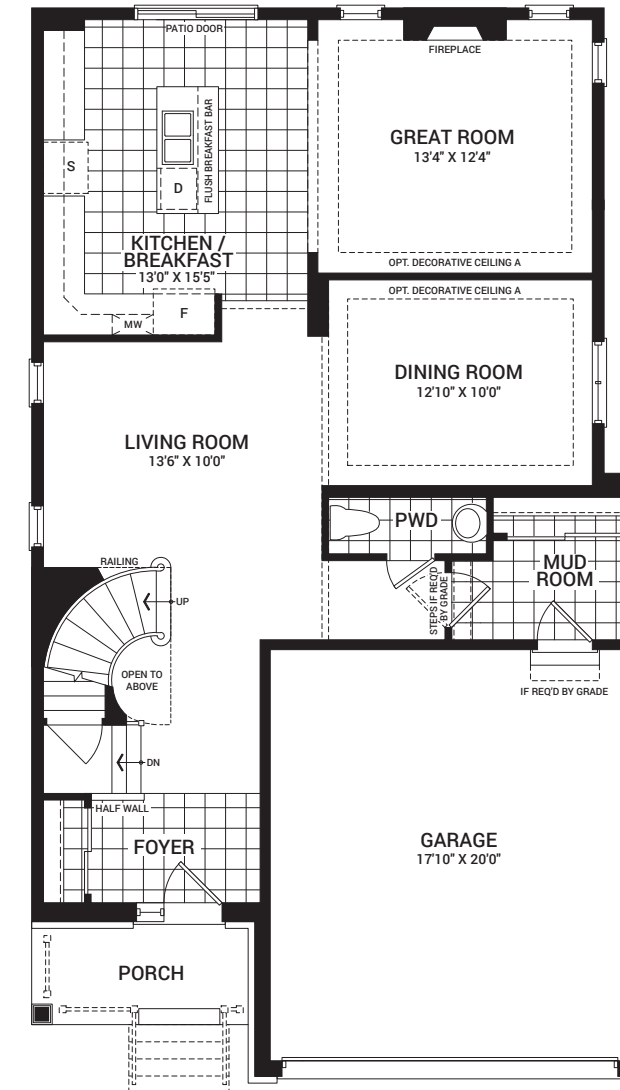 PATIO DOOR
FIREPLACE
FLUSH BREAKFAST BAR
GREAT ROOM
13'4" X 12'4"
S
D
KITCHEN /
BREAKFAST
13'0" X 15'5"
OPT. DECORATIVE CEILING A
OPT. DECORATIVE CEILING A
F
MW
DINING ROOM
12'10" X 10'0"
LIVING ROOM
13'6" X 10'0"
PWD
RAILING
MUD
ROOM
STEPS IF REQ'D
BY GRADE
UP
OPEN TO
ABOVE
IF REQ'D BY GRADE
DN
HALF WALL
FOYER
GARAGE
17'10" X 20'0"
PORCH